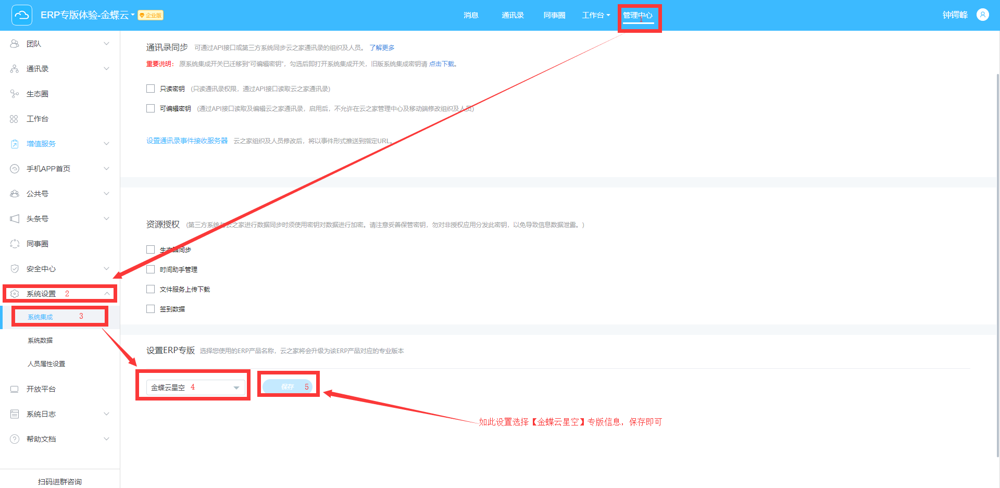 ERP专版体验-金蝶云 企业版
消息 通讯录 同事圈 工作台 管理中心 1 钟锷峰
团队
通讯录
生态圈
工作台
增值服务
手机APP首页
公共号
头条号
同事圈
安全中心
系统设置 2
系统集成 3
系统数据
人员属性设置
开放平台
系统日志
帮助文档
扫码进群咨询
通讯录同步 可通过API接口或第三方系统同步云之家通讯录的组织及人员。 了解更多
重要说明： 原系统集成开关已迁移到“可编辑密钥”，勾选后即打开系统集成开关，旧版系统集成密钥请 点击下载。
只读密钥 (只读通讯录权限，通过API接口读取云之家通讯录)
可编辑密钥 (通过API接口读取及编辑云之家通讯录，启用后，不允许在云之家管理中心及移动端修改组织及人员)
设置通讯录事件接收服务器 云之家组织及人员修改后，将以事件形式推送到指定URL。
资源授权 (第三方系统与云之家进行数据同步时须使用密钥对数据进行加密。请注意妥善保管密钥，勿对非授权应用分发此密钥，以免导致信息数据泄露。)
生态圈同步
时间助手管理
文件服务上传下载
签到数据
设置ERP专版 选择您使用的ERP产品名称，云之家将会升级为该ERP产品对应的专业版本
金蝶云星空 4 保存 5
如此设置选择【金蝶云星空】专版信息，保存即可